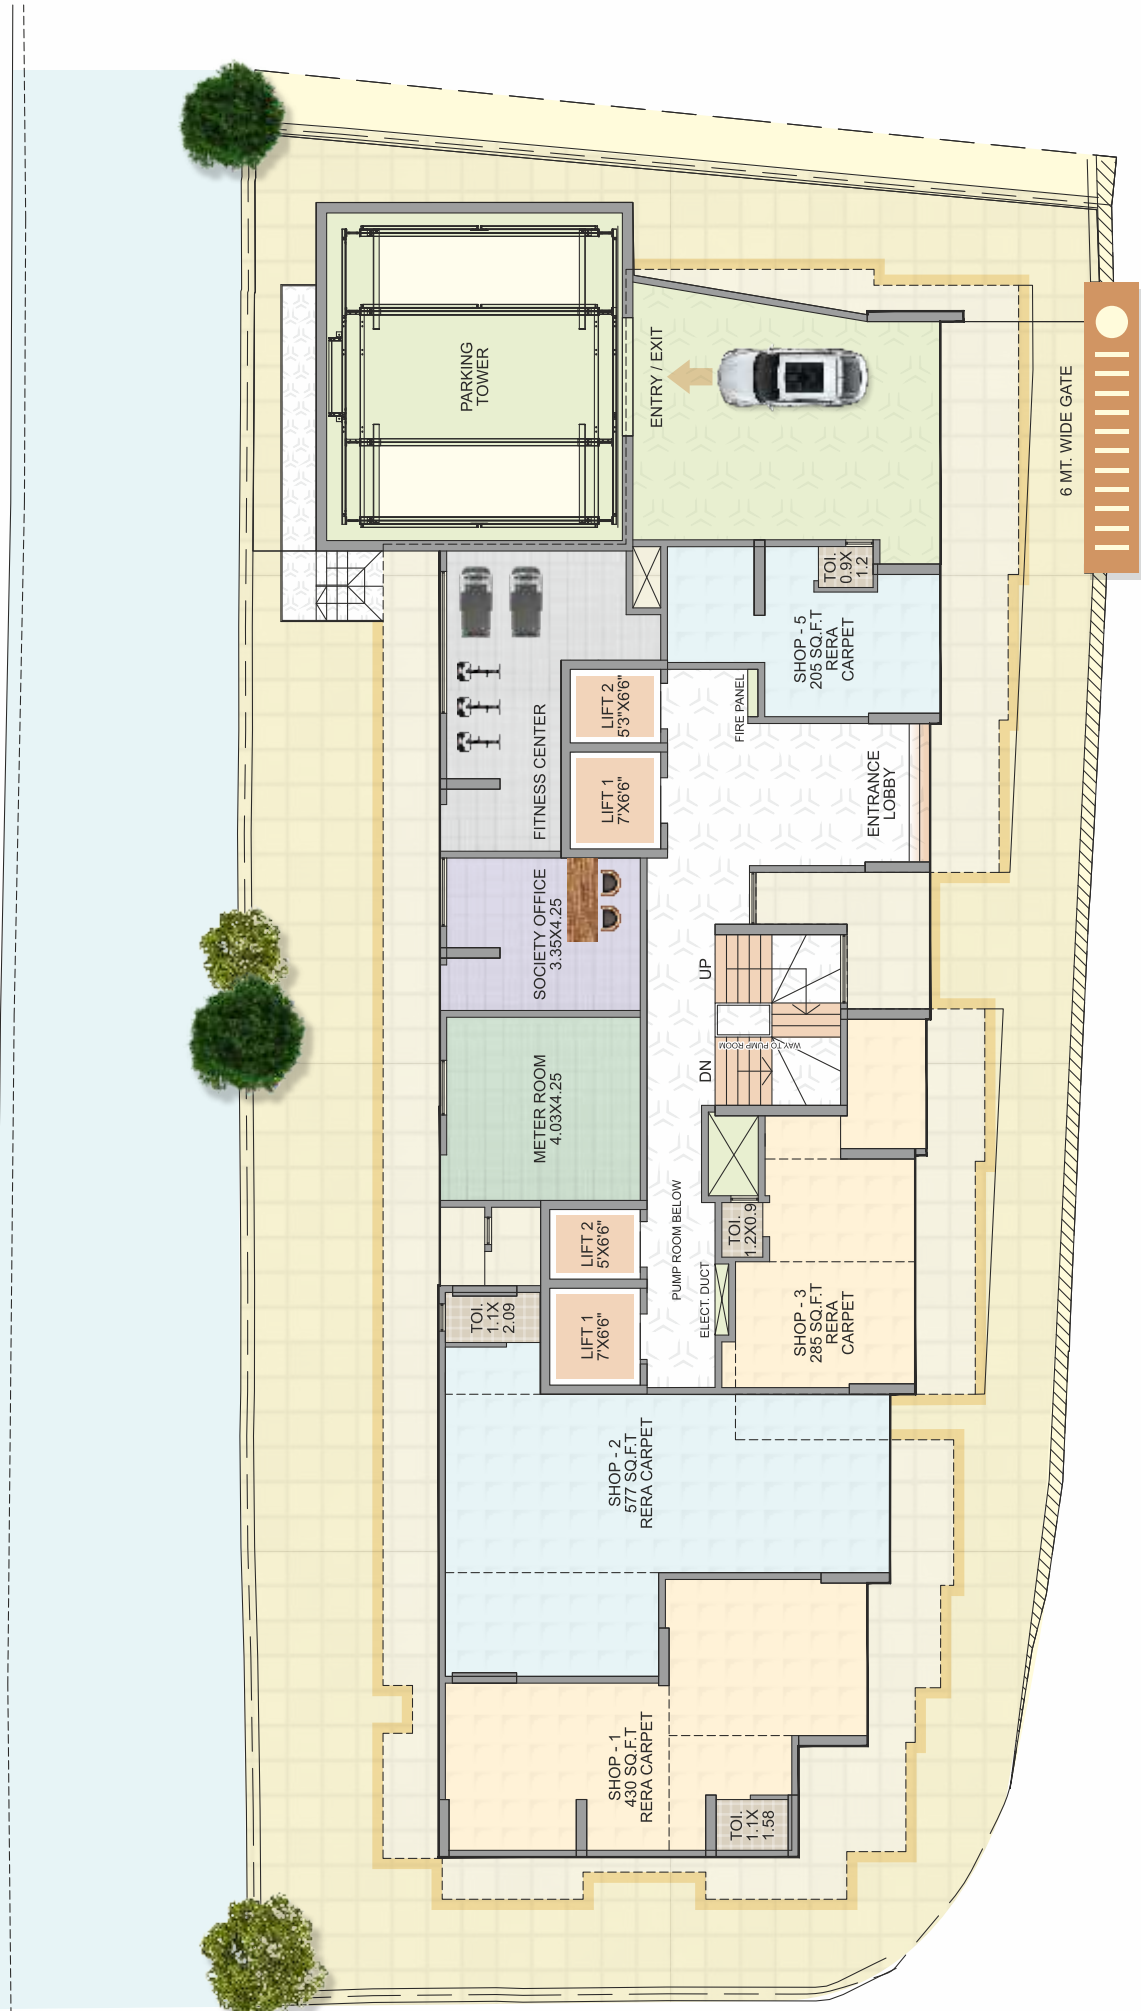 PARKING
TOWER
ENTRY / EXIT
6 MT. WIDE GATE
TOI.
0.9X
1.2
SHOP - 5
205 SQ.F.T
RERA
CARPET
LIFT 2
5'3"X6'6"
FIRE PANEL
FITNESS CENTER
LIFT 1
7'X6'6"
ENTRANCE
LOBBY
SOCIETY OFFICE
3.35X4.25
UP
WAY TO PUMP ROOM
DN
METER ROOM
4.03X4.25
PUMP ROOM BELOW
TOI.
1.2X0.9
LIFT 2
5'X6'6"
ELECT. DUCT
TOI.
1.1X
2.09
LIFT 1
7'X6'6"
SHOP - 3
285 SQ.F.T
RERA
CARPET
SHOP - 2
577 SQ.F.T
RERA CARPET
SHOP - 1
430 SQ.F.T
RERA CARPET
TOI.
1.1X
1.58